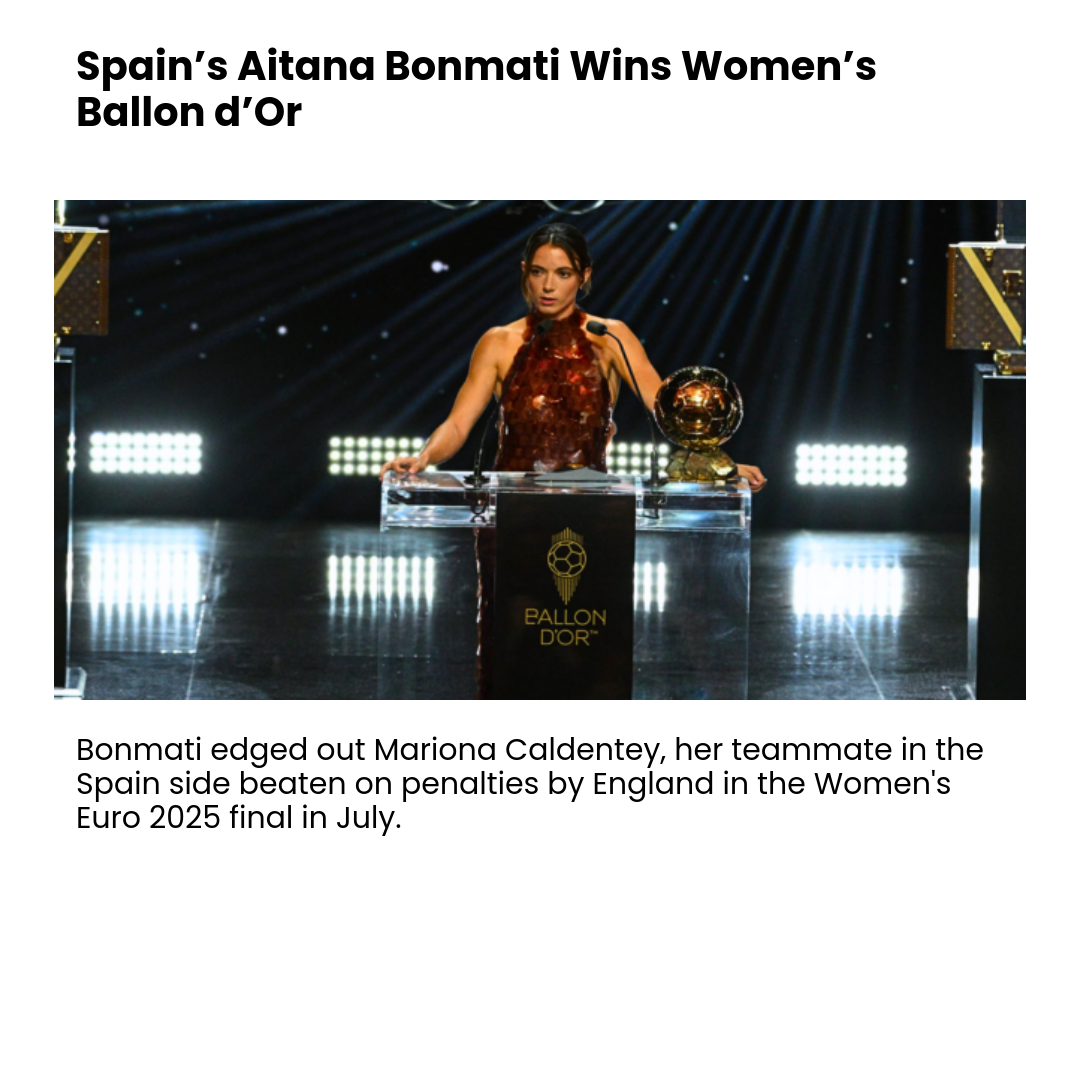 Spain’s Aitana Bonmati Wins Women’s
Ballon d’Or
BALLON
D'OR™
Bonmati edged out Mariona Caldentey, her teammate in the
Spain side beaten on penalties by England in the Women's
Euro 2025 final in July.